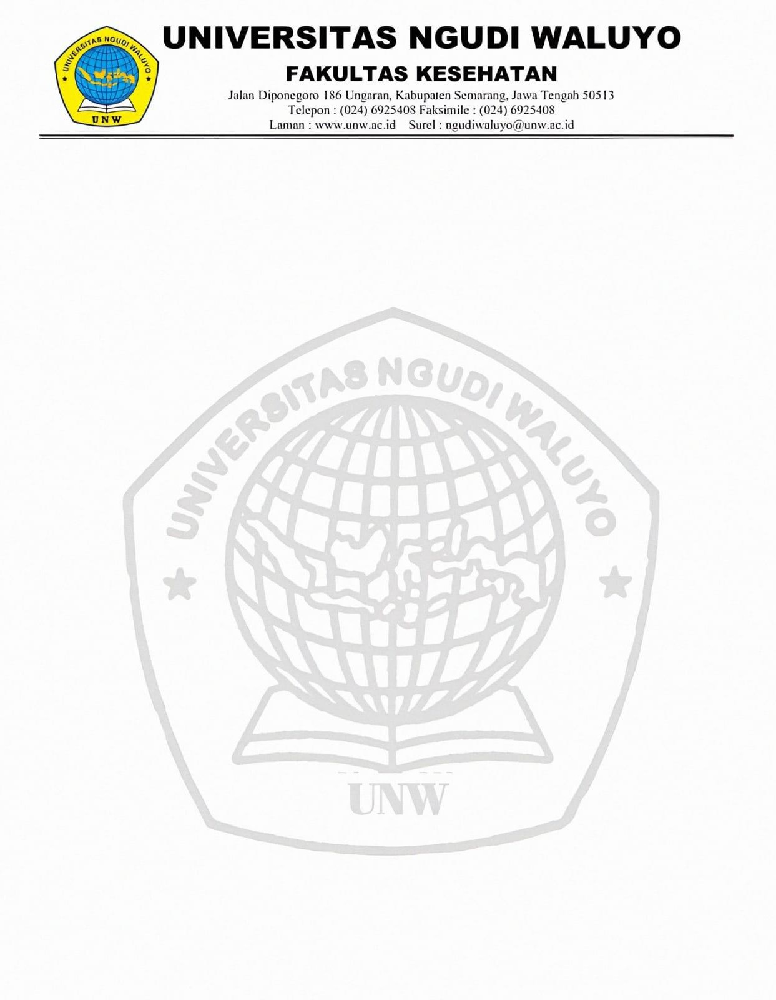 UNIVERSITAS NGUDI WALUYO
UNW
UNIVERSITAS NGUDI WALUYO
FAKULTAS KESEHATAN
Jalan Diponegoro 186 Ungaran, Kabupaten Semarang, Jawa Tengah 50513
Telepon : (024) 6925408 Faksimile : (024) 6925408
Laman : www.unw.ac.id Surel : ngudiwaluyo@unw.ac.id
UNIVERSITAS NGUDI WALUYO
UNW